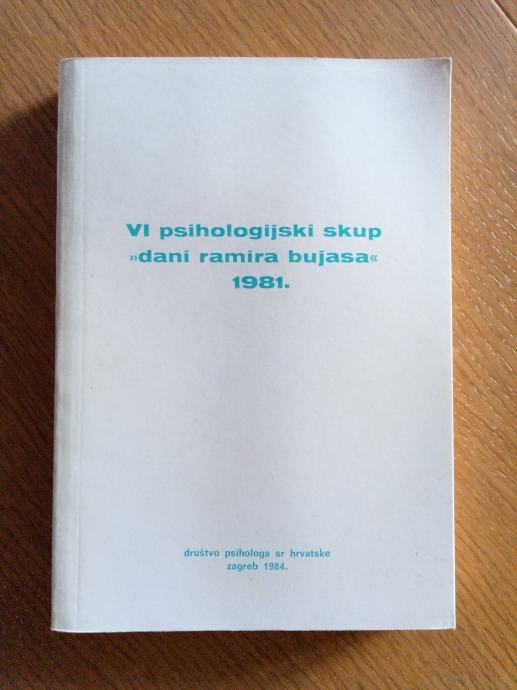 VI psihologijski skup
»dani ramira bujasa«
1981.
društvo psihologa sr hrvatske
zagreb 1984.